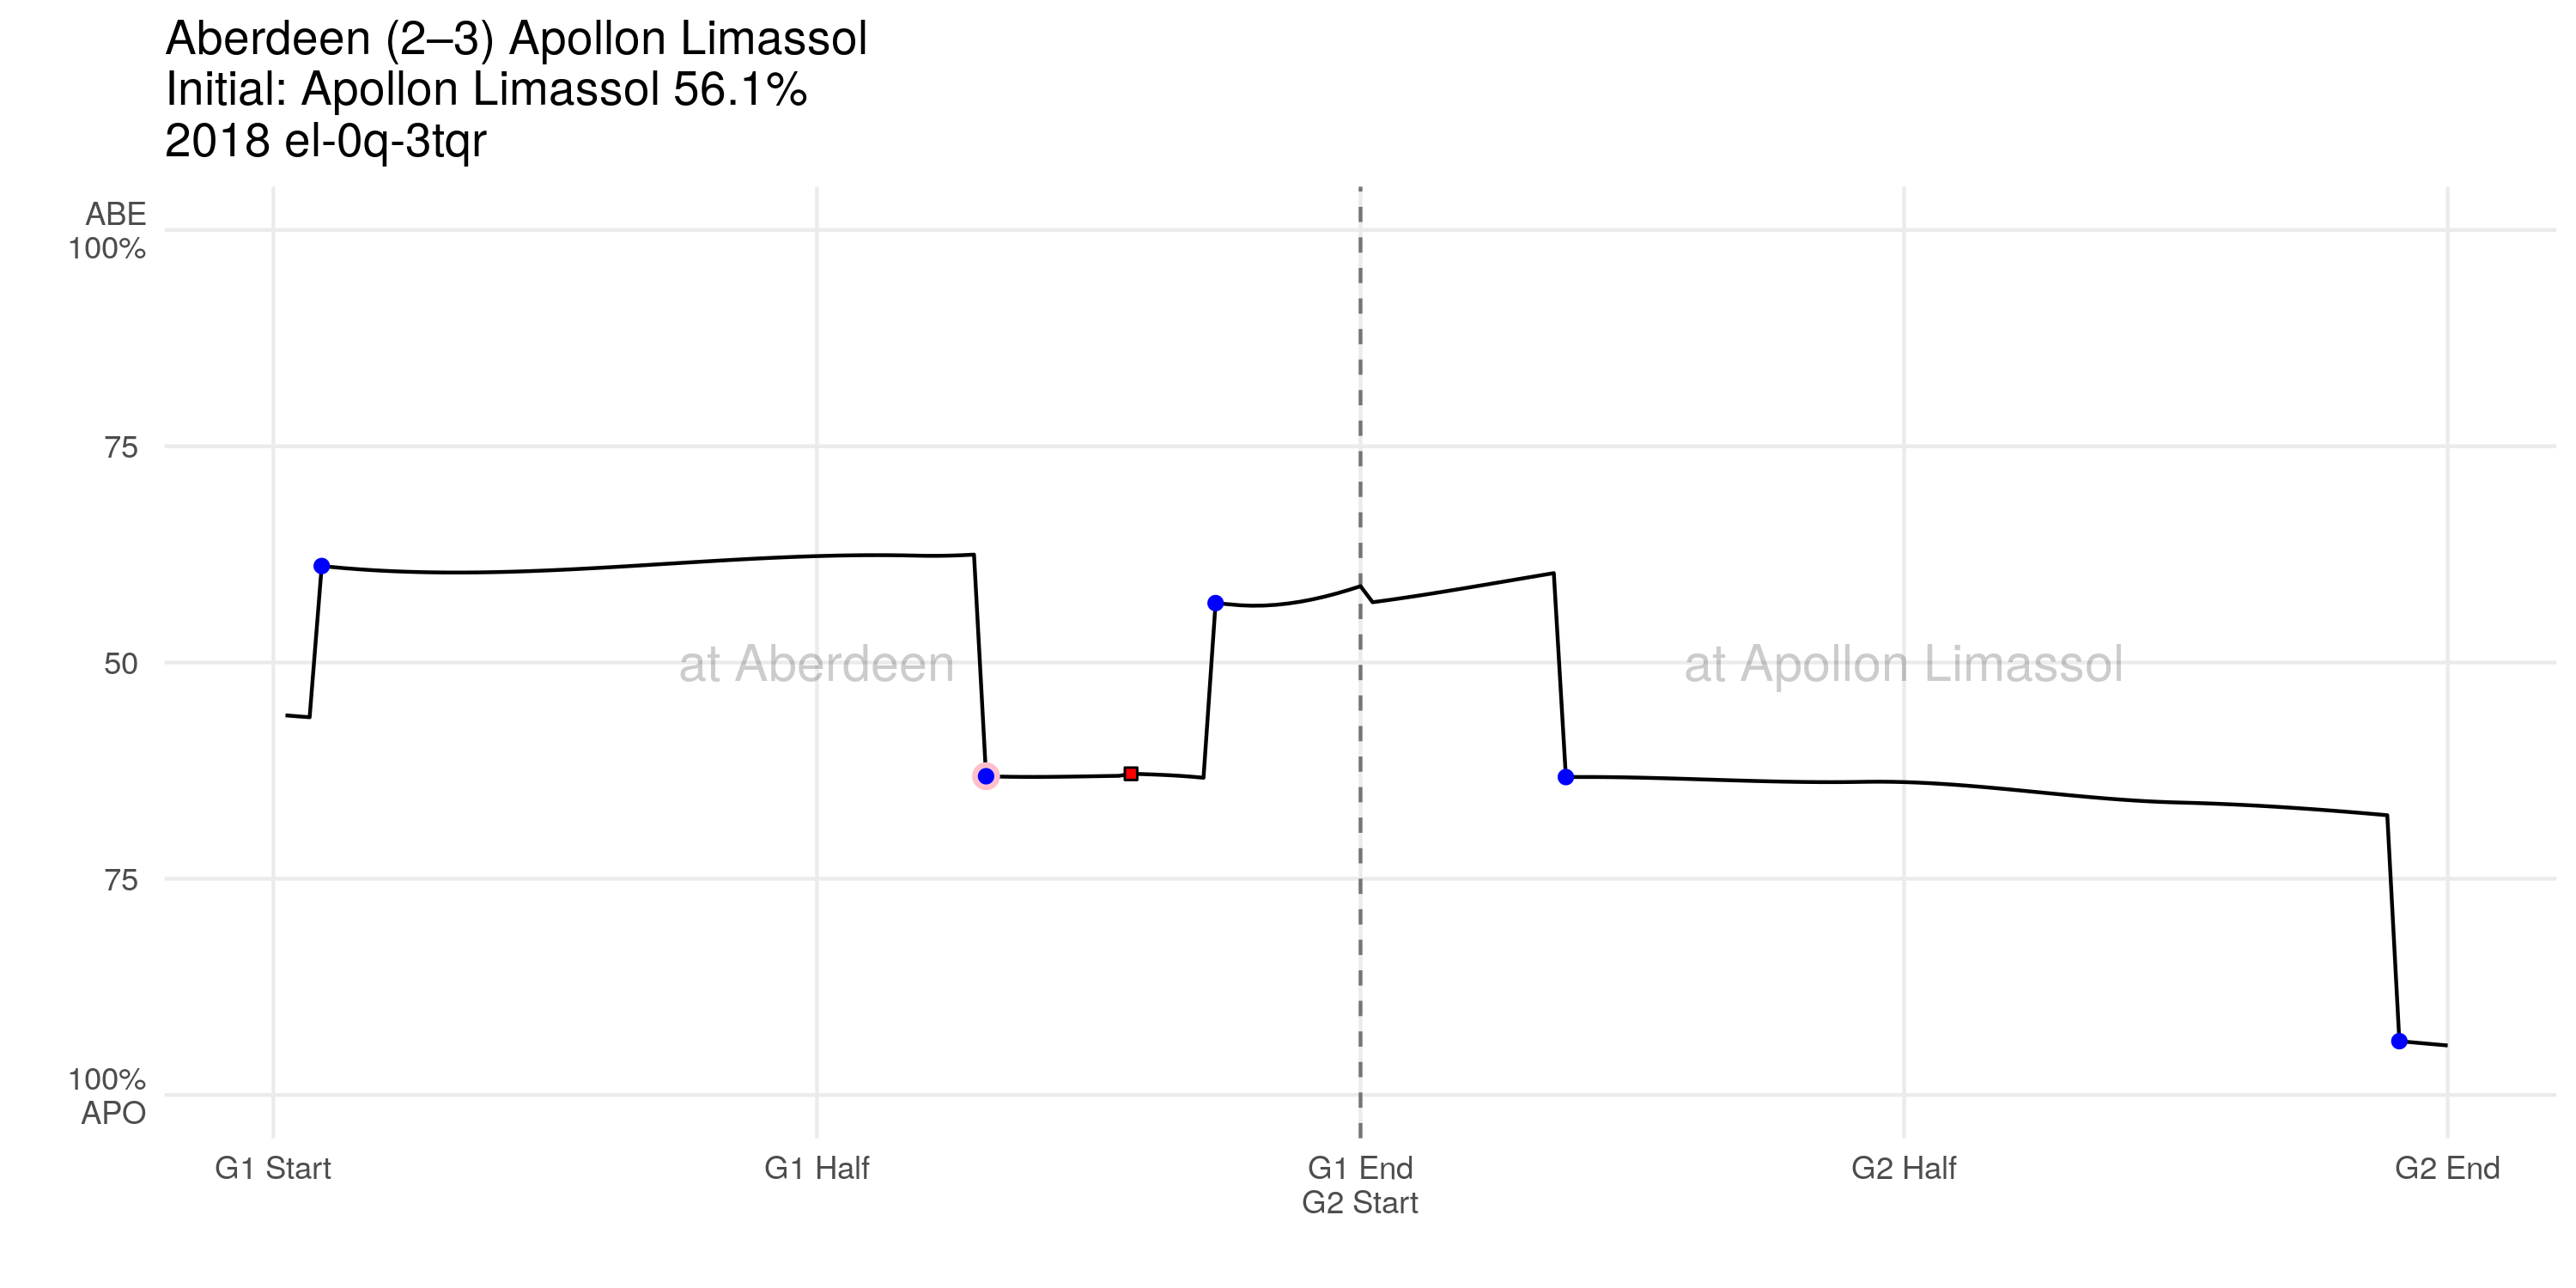 Aberdeen (2–3) Apollon Limassol
Initial: Apollon Limassol 56.1%
2018 el-0q-3tqr
ABE
100%
75
50
75
100%
APO
at Aberdeen
at Apollon Limassol
G1 Start
G1 Half
G1 End
G2 Start
G2 Half
G2 End